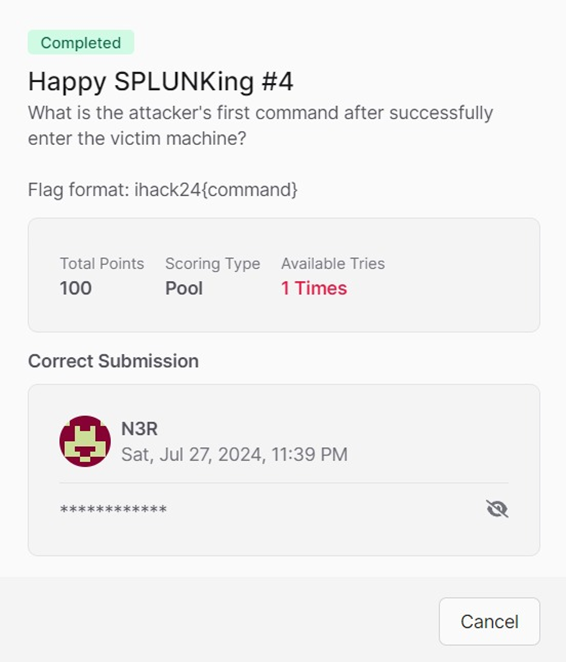 Completed
Happy SPLUNKing #4
What is the attacker's first command after successfully
enter the victim machine?
Flag format: ihack24{command}
Total Points Scoring Type Available Tries
100 Pool 1 Times
Correct Submission
N3R
Sat, Jul 27, 2024, 11:39 PM
************
Cancel